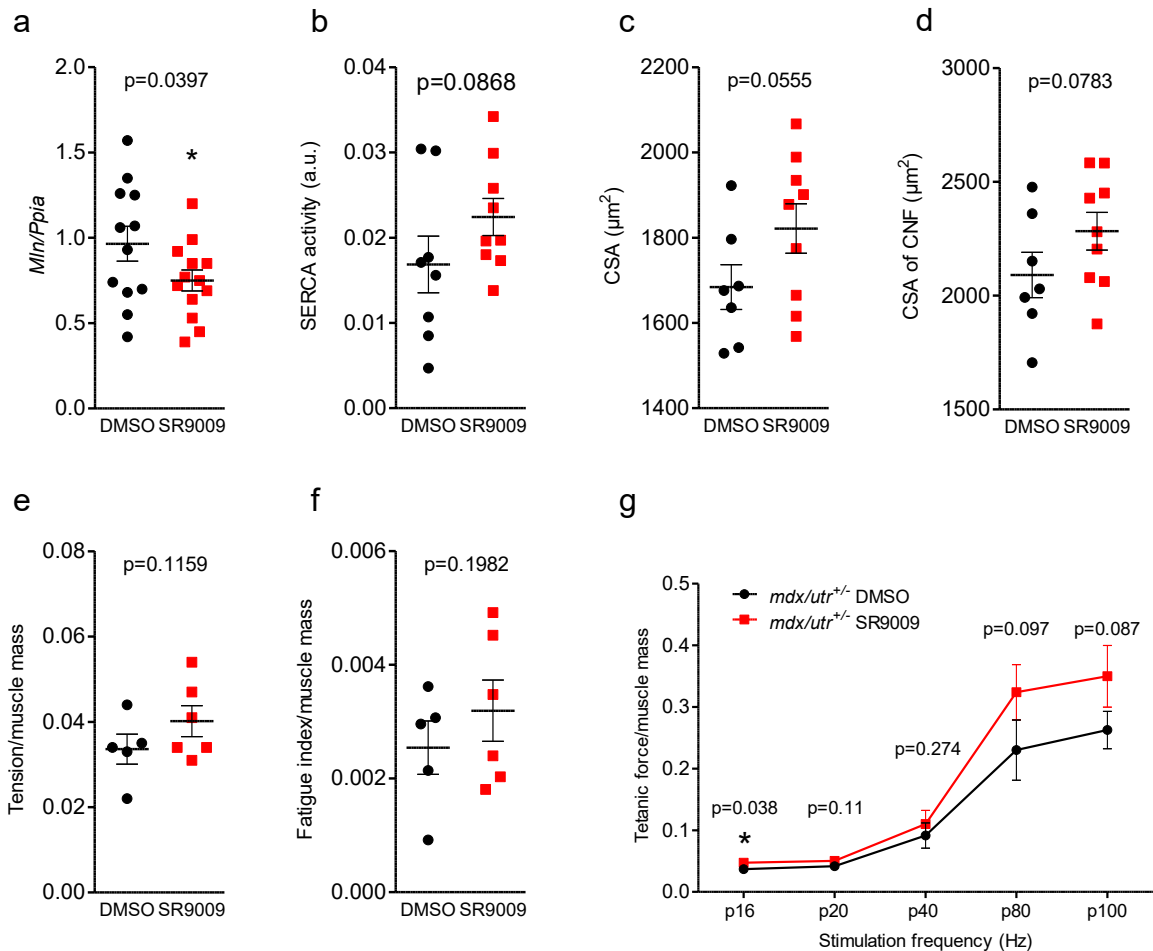 a
p=0.0397
*
Mln/Ppia
2.0
1.5
1.0
0.5
0.0
DMSO SR9009
b
p=0.0868
SERCA activity (a.u.)
0.04
0.03
0.02
0.01
0.00
DMSO SR9009
c
p=0.0555
CSA (µm²)
2200
2000
1800
1600
1400
DMSO SR9009
d
p=0.0783
CSA of CNF (µm²)
3000
2500
2000
1500
DMSO SR9009
e
p=0.1159
Tension/muscle mass
0.08
0.06
0.04
0.02
0.00
DMSO SR9009
f
p=0.1982
Fatigue index/muscle mass
0.006
0.004
0.002
0.000
DMSO SR9009
g
mdx/utr+/- DMSO
mdx/utr+/- SR9009
p=0.038
*
p=0.11
p=0.274
p=0.097
p=0.087
Tetanic force/muscle mass
0.5
0.4
0.3
0.2
0.1
0.0
p16 p20 p40 p80 p100
Stimulation frequency (Hz)